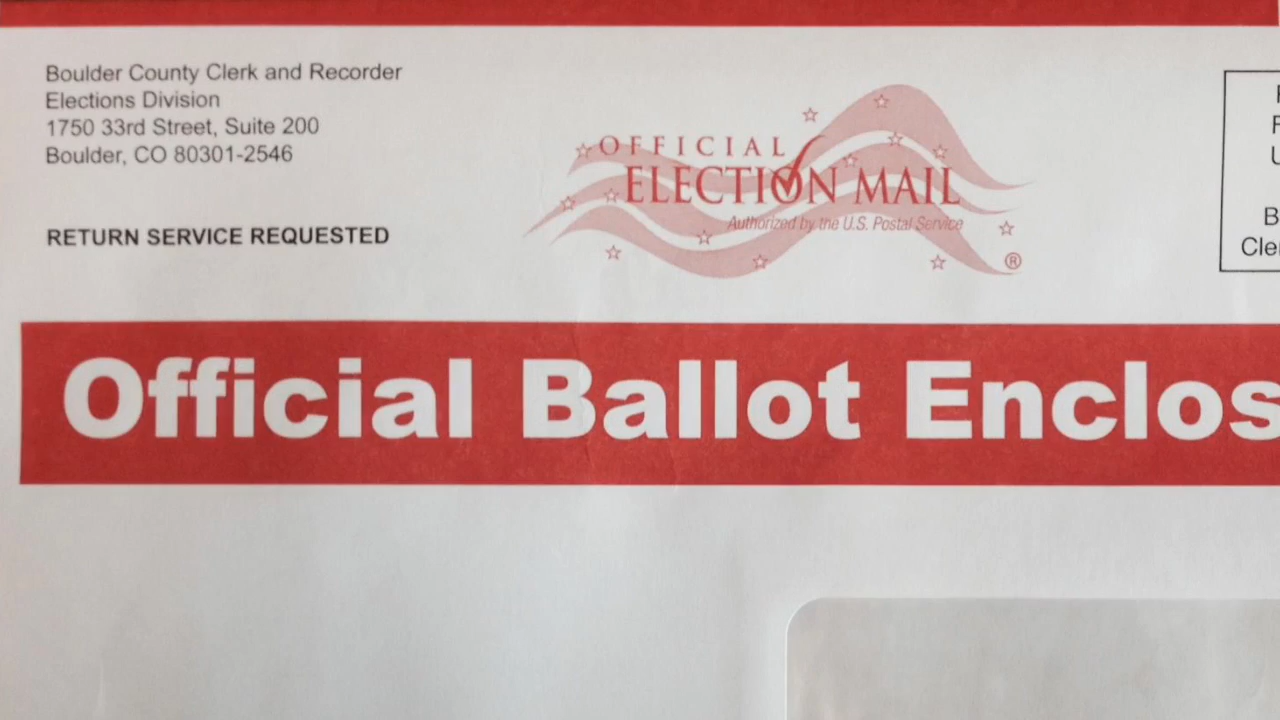 Boulder County Clerk and Recorder
Elections Division
1750 33rd Street, Suite 200
Boulder, CO 80301-2546
RETURN SERVICE REQUESTED
OFFICIAL
ELECTION MAIL
Authorized by the U.S. Postal Service
®
Official Ballot Enclos